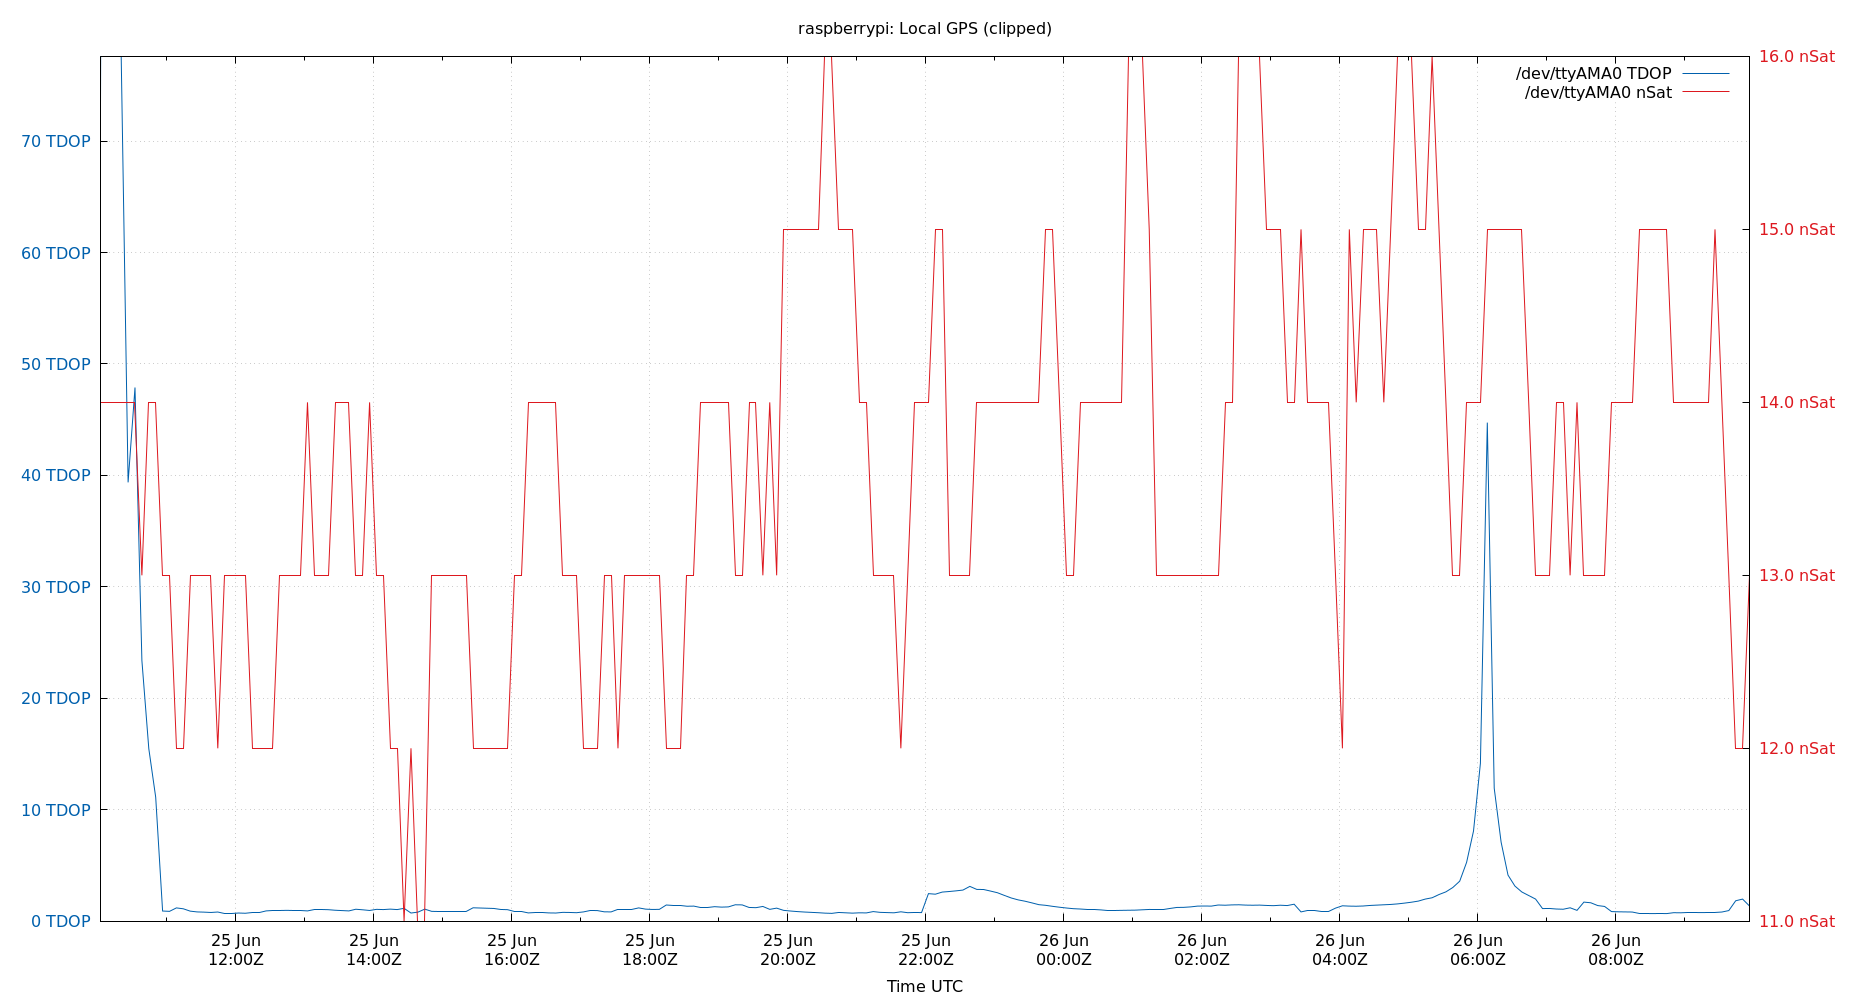 raspberrypi: Local GPS (clipped)
16.0 nSat
/dev/ttyAMA0 TDOP
/dev/ttyAMA0 nSat
70 TDOP
15.0 nSat
60 TDOP
50 TDOP
14.0 nSat
40 TDOP
13.0 nSat
30 TDOP
12.0 nSat
20 TDOP
10 TDOP
0 TDOP
11.0 nSat
25 Jun 25 Jun 25 Jun 25 Jun 25 Jun 25 Jun 26 Jun 26 Jun 26 Jun 26 Jun 26 Jun
12:00Z 14:00Z 16:00Z 18:00Z 20:00Z 22:00Z 00:00Z 02:00Z 04:00Z 06:00Z 08:00Z
Time UTC